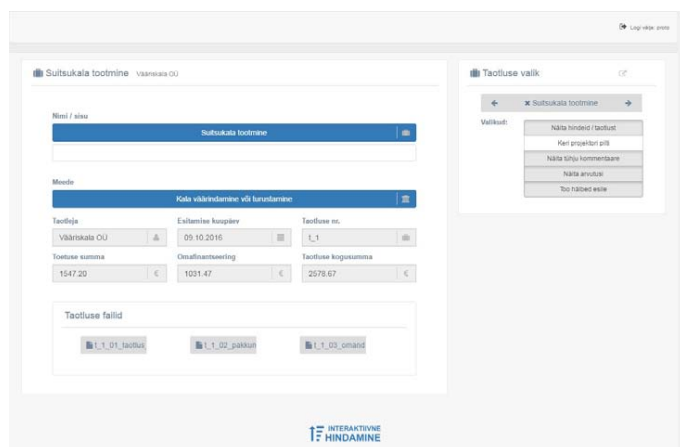 Logi välja: proto
Suitsukala tootmine Vääriskala OÜ
Nimi / sisu
Suitsukala tootmine
Meede
Kala väärindamine või turustamine
Taotleja Esitamise kuupäev Taotluse nr.
Vääriskala OÜ 09.10.2016 t_1
Toetuse summa Omafinantseering Taotluse kogusumma
1547.20 € 1031.47 € 2578.67 €
Taotluse failid
t_1_01_taotlus t_1_02_pakkun t_1_03_omand
Taotluse valik
Suitsukala tootmine
Valikud:
Näita hindeid / taotlust
Keri projektori pilti
Näita tühju kommentaare
Näita arvutusi
Too hälbed esile
INTERAKTIIVNE
HINDAMINE